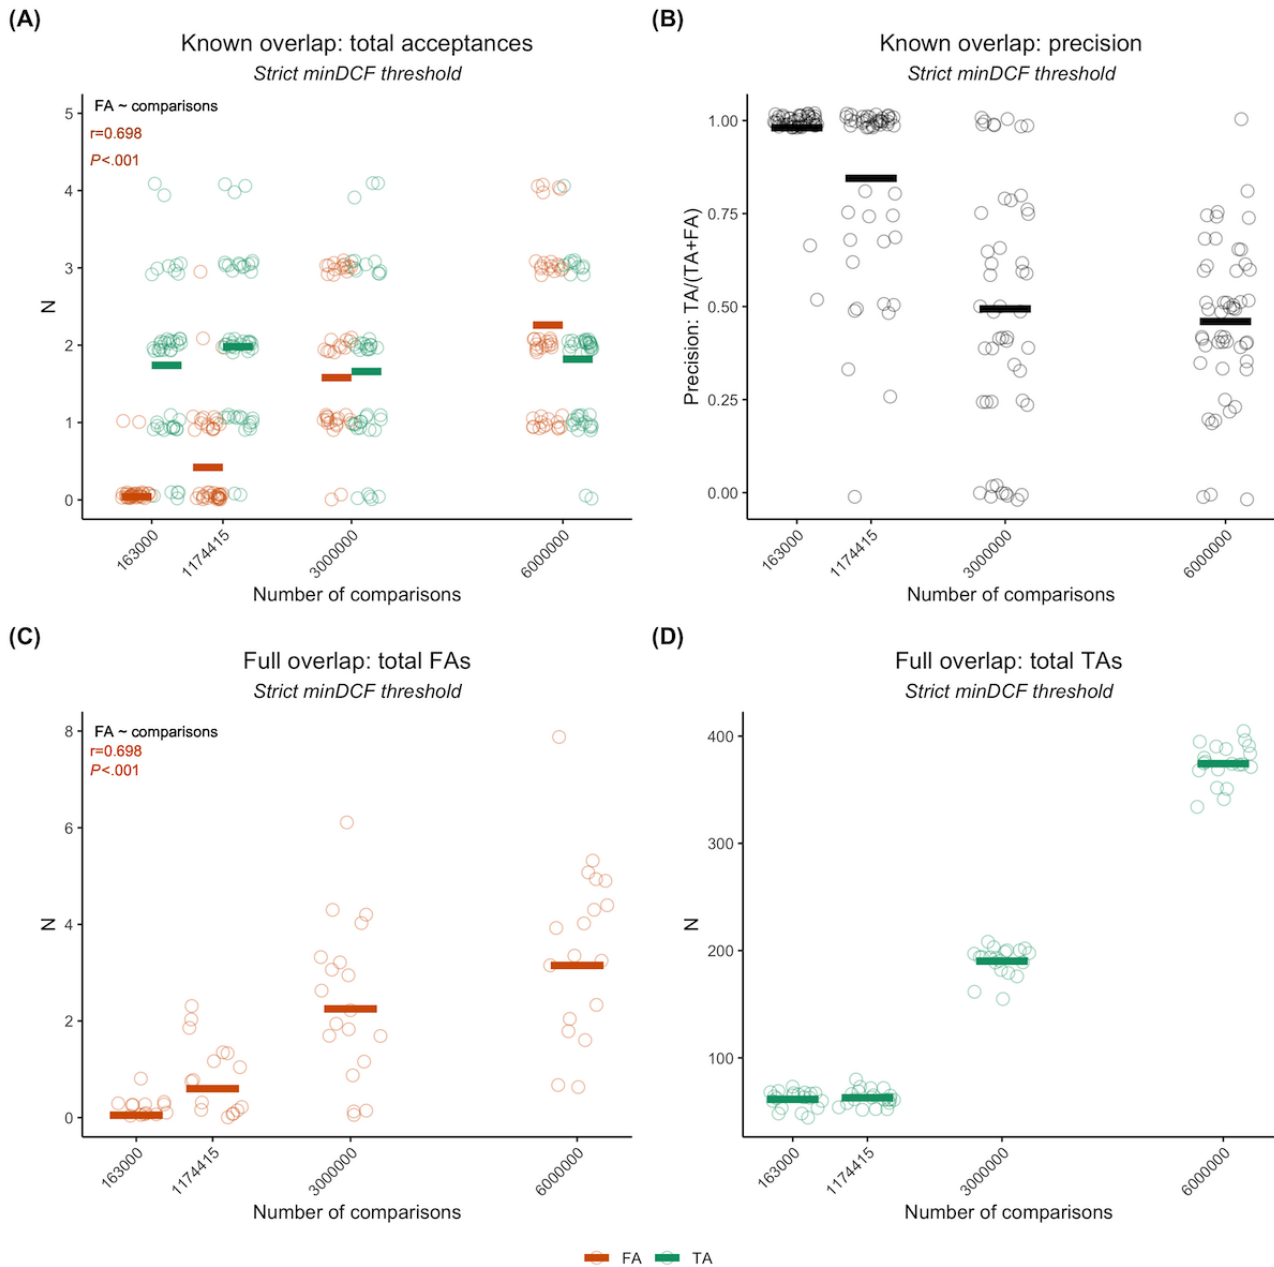 (A)
Known overlap: total acceptances
Strict minDCF threshold
FA ~ comparisons
r=0.698
P<.001
5
4
3
2
1
0
N
163000
1174415
3000000
6000000
Number of comparisons
(B)
Known overlap: precision
Strict minDCF threshold
1.00
0.75
0.50
0.25
0.00
Precision: TA/(TA+FA)
163000
1174415
3000000
6000000
Number of comparisons
(C)
Full overlap: total FAs
Strict minDCF threshold
FA ~ comparisons
r=0.698
P<.001
8
6
4
2
0
N
163000
1174415
3000000
6000000
Number of comparisons
(D)
Full overlap: total TAs
Strict minDCF threshold
400
300
200
100
N
163000
1174415
3000000
6000000
Number of comparisons
FA TA